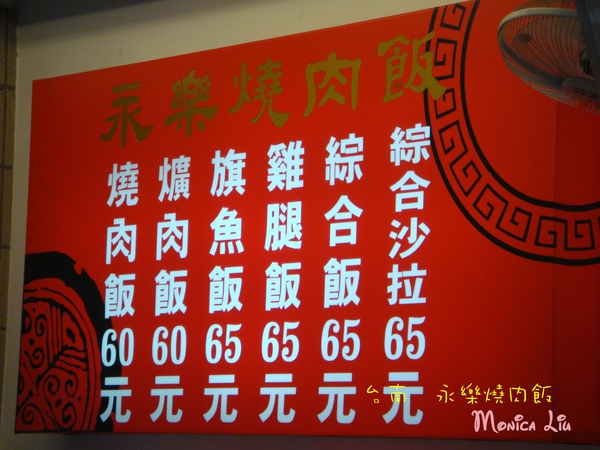 永樂燒肉飯
燒肉飯60元
爌肉飯60元
旗魚飯65元
雞腿飯65元
綜合飯65元
綜合沙拉65元
台南 永樂燒肉飯
Monica Liu